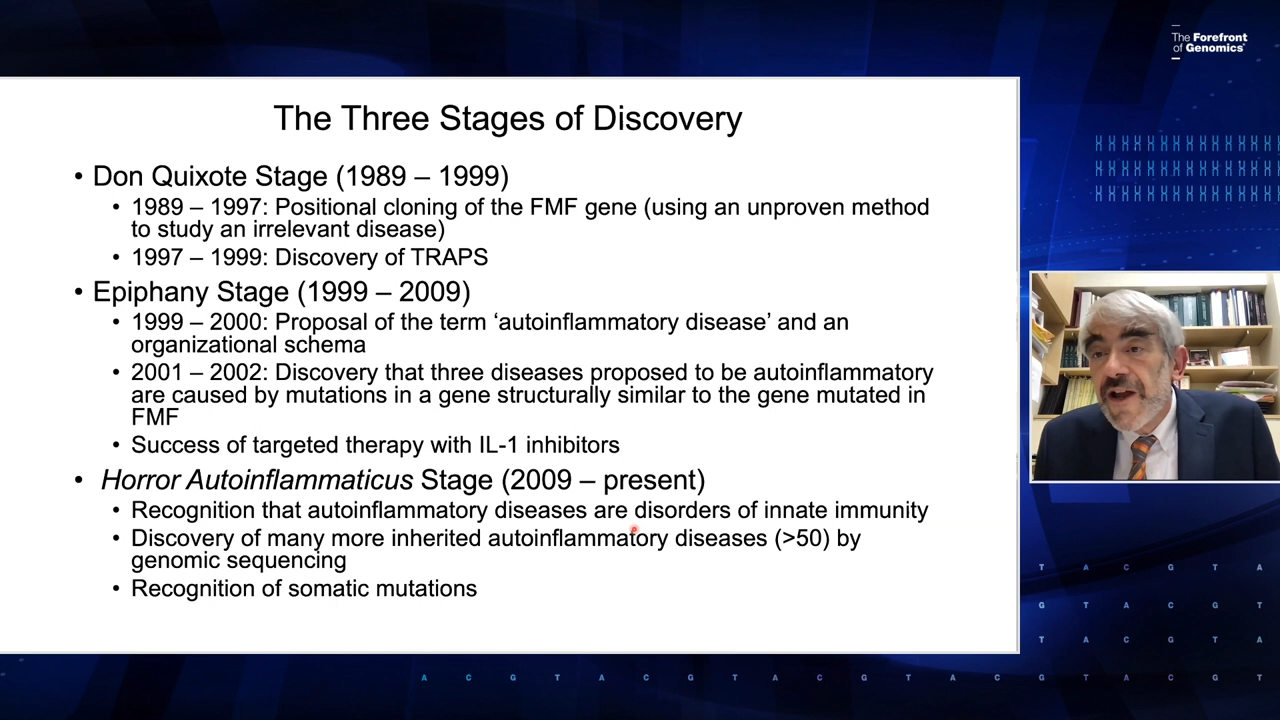 The Forefront
of Genomics®
The Three Stages of Discovery
• Don Quixote Stage (1989 – 1999)
• 1989 – 1997: Positional cloning of the FMF gene (using an unproven method
to study an irrelevant disease)
• 1997 – 1999: Discovery of TRAPS
• Epiphany Stage (1999 – 2009)
• 1999 – 2000: Proposal of the term ‘autoinflammatory disease’ and an
organizational schema
• 2001 – 2002: Discovery that three diseases proposed to be autoinflammatory
are caused by mutations in a gene structurally similar to the gene mutated in
FMF
• Success of targeted therapy with IL-1 inhibitors
• Horror Autoinflammaticus Stage (2009 – present)
• Recognition that autoinflammatory diseases are disorders of innate immunity
• Discovery of many more inherited autoinflammatory diseases (>50) by
genomic sequencing
• Recognition of somatic mutations
T A C G T A
G T A C G T
T A C G T A
A C G T A C G T A C G T A C G T A C G T